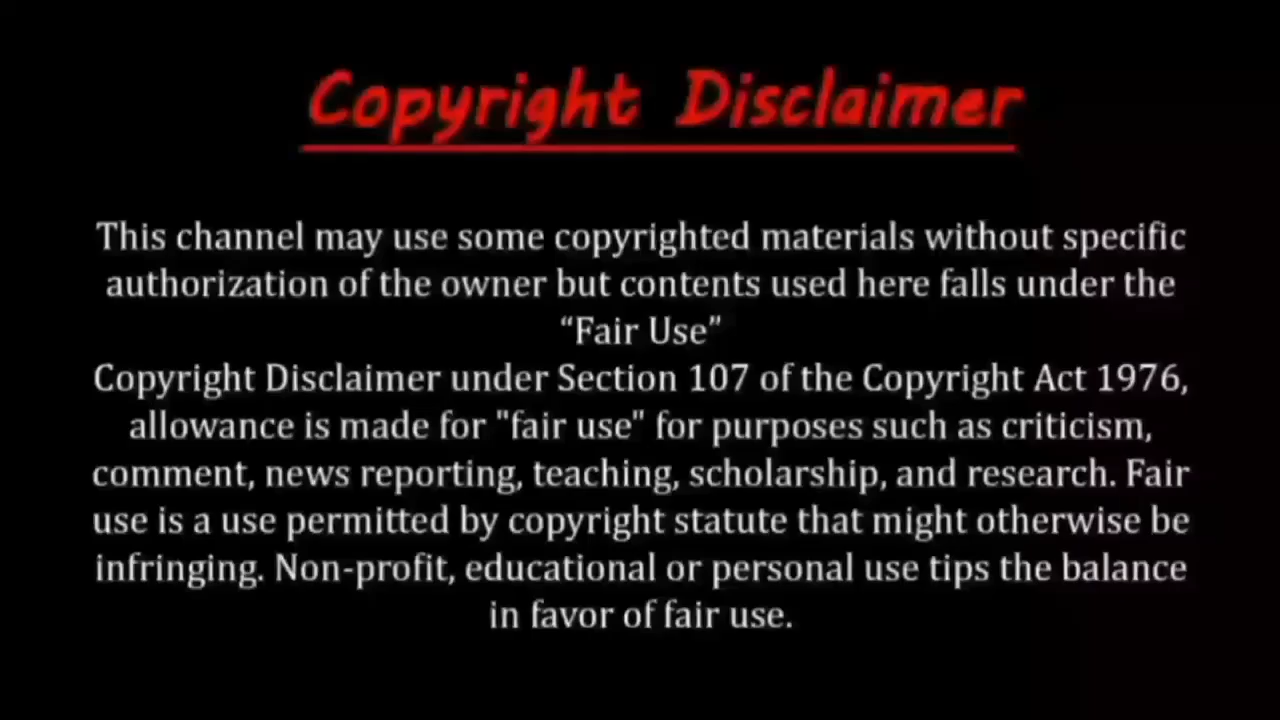 Copyright Disclaimer
This channel may use some copyrighted materials without specific
authorization of the owner but contents used here falls under the
“Fair Use”
Copyright Disclaimer under Section 107 of the Copyright Act 1976,
allowance is made for "fair use" for purposes such as criticism,
comment, news reporting, teaching, scholarship, and research. Fair
use is a use permitted by copyright statute that might otherwise be
infringing. Non-profit, educational or personal use tips the balance
in favor of fair use.